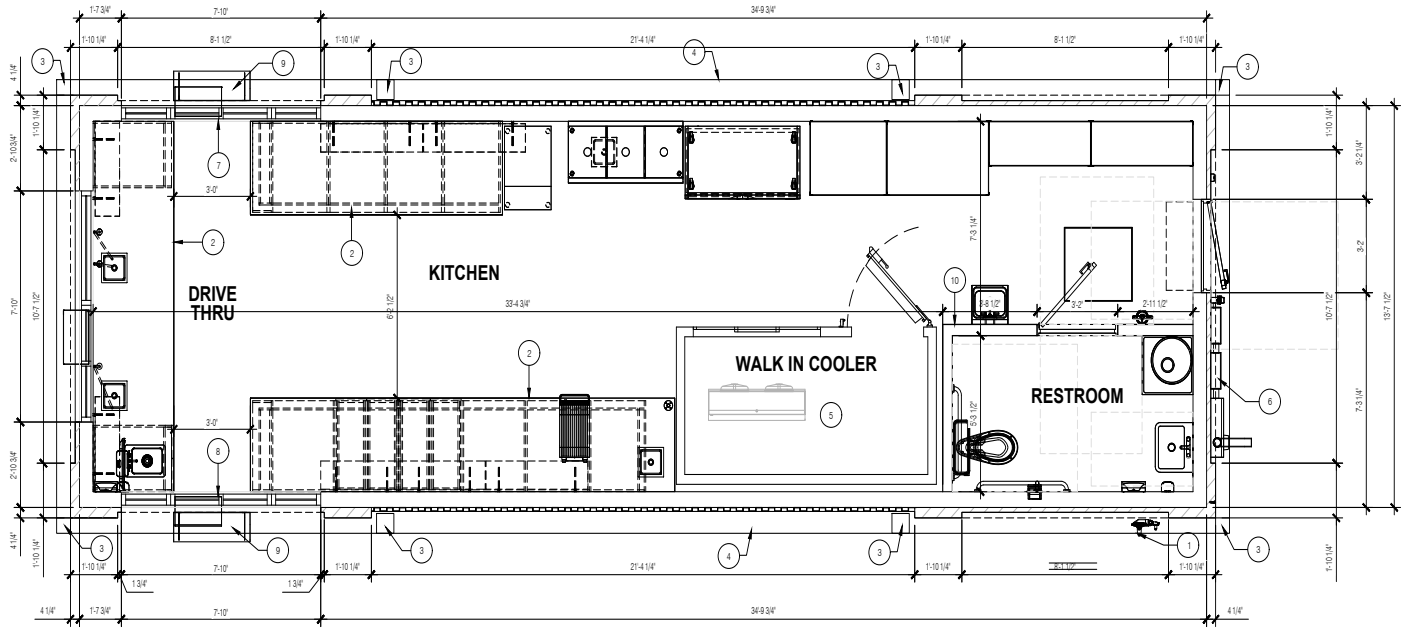 1'-7 3/4" 7'-10" 34'-9 3/4"
1'-10 1/4" 8'-1 1/2" 1'-10 1/4" 21'-4 1/4" 1'-10 1/4" 8'-1 1/2" 1'-10 1/4"
3 9 3 4 3 3
4 1/4"
1'-10 1/4"
2'-10 3/4"
7
1'-10 1/4"
3'-2 1/4"
3'-0"
2 2
7'-3 1/4"
KITCHEN
DRIVE
THRU
10
3'-2"
7'-10"
10'-7 1/2"
33'-4 3/4"
6'-2 1/2"
3'-2" 2'-11 1/2"
10'-7 1/2"
13'-7 1/2"
2
WALK IN COOLER
RESTROOM
5
6
5'-3 1/2"
7'-3 1/4"
3'-0"
8
2'-10 3/4"
4 1/4"
1'-10 1/4"
3 9 3 4 3 1 3
1'-10 1/4"
1'-10 1/4" 7'-10" 1'-10 1/4" 21'-4 1/4" 1'-10 1/4" 8'-1 1/2" 1'-10 1/4"
1 3/4" 1 3/4"
4 1/4" 1'-7 3/4" 7'-10" 34'-9 3/4" 4 1/4"